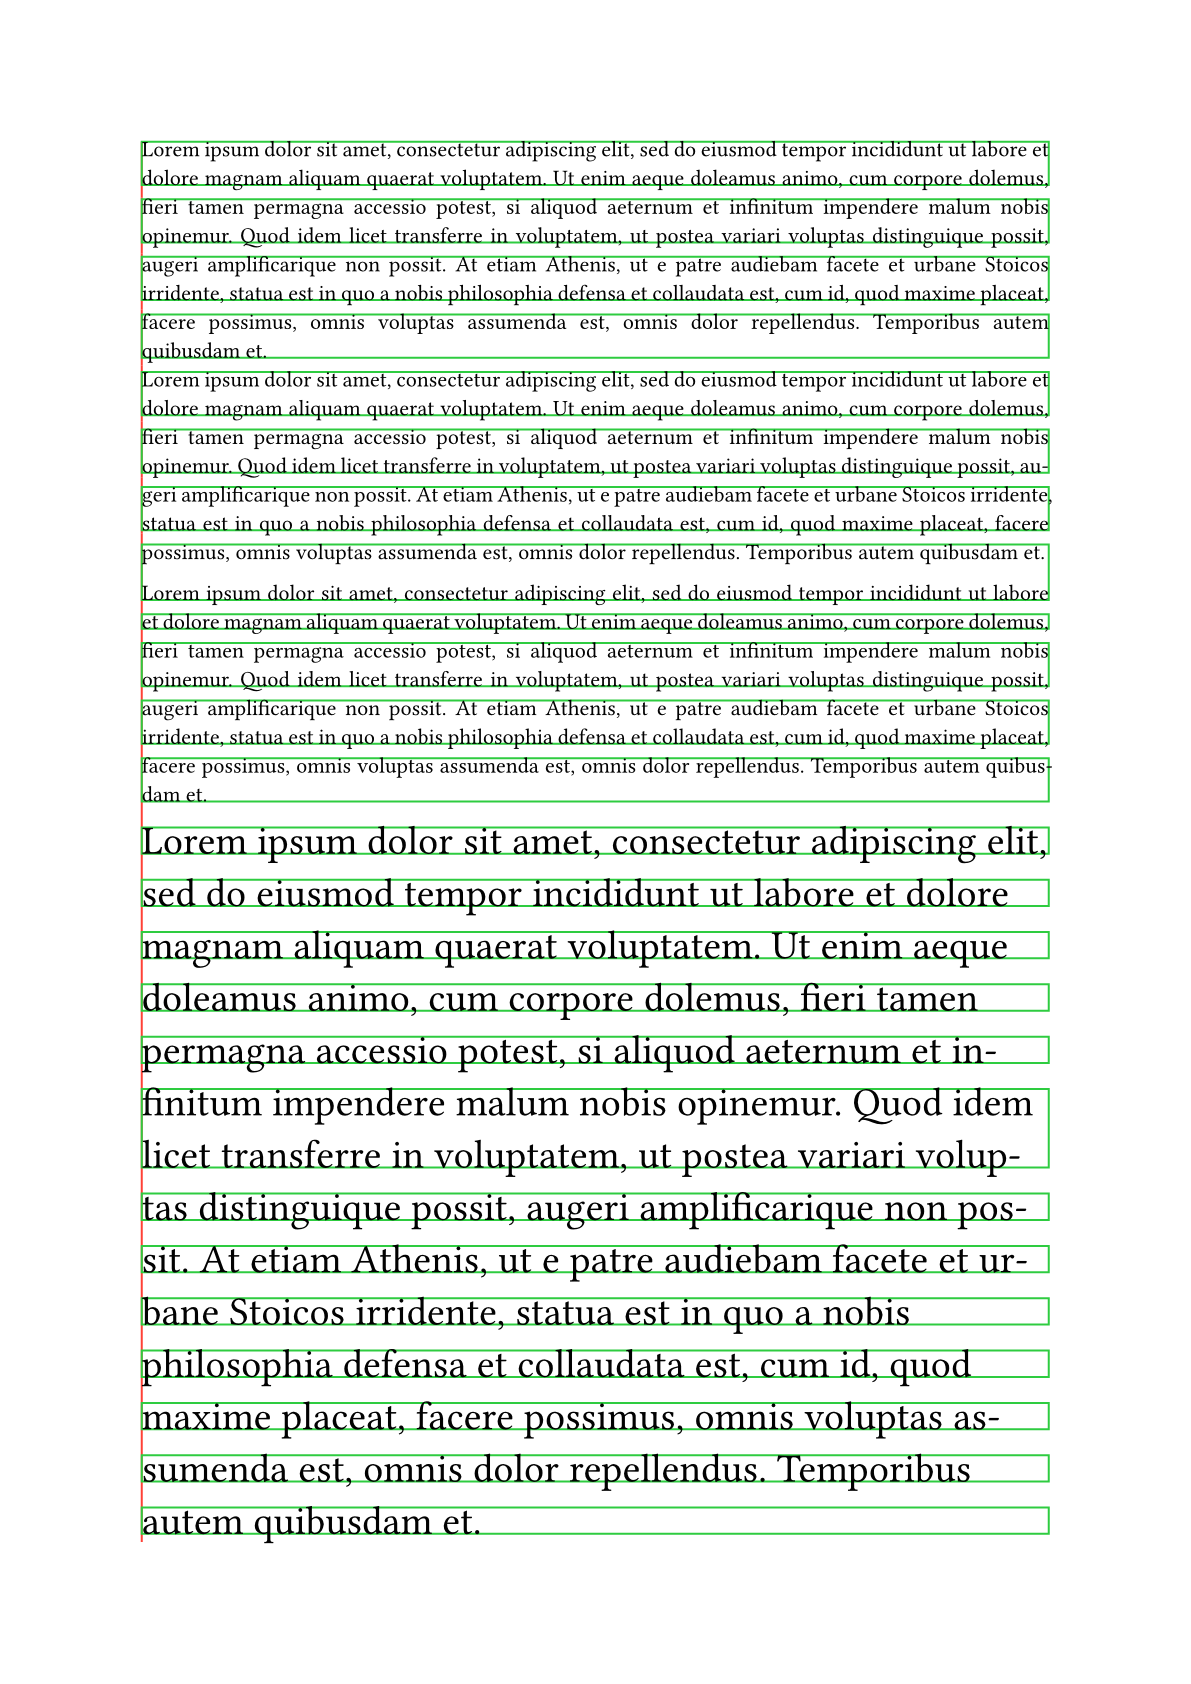 Lorem ipsum dolor sit amet, consectetur adipiscing elit, sed do eiusmod tempor incididunt ut labore et
dolore magnam aliquam quaerat voluptatem. Ut enim aeque doleamus animo, cum corpore dolemus,
fieri tamen permagna accessio potest, si aliquod aeternum et infinitum impendere malum nobis
opinemur. Quod idem licet transferre in voluptatem, ut postea variari voluptas distinguique possit,
augeri amplificarique non possit. At etiam Athenis, ut e patre audiebam facete et urbane Stoicos
irridente, statua est in quo a nobis philosophia defensa et collaudata est, cum id, quod maxime placeat,
facere possimus, omnis voluptas assumenda est, omnis dolor repellendus. Temporibus autem
quibusdam et.
Lorem ipsum dolor sit amet, consectetur adipiscing elit, sed do eiusmod tempor incididunt ut labore et
dolore magnam aliquam quaerat voluptatem. Ut enim aeque doleamus animo, cum corpore dolemus,
fieri tamen permagna accessio potest, si aliquod aeternum et infinitum impendere malum nobis
opinemur. Quod idem licet transferre in voluptatem, ut postea variari voluptas distinguique possit, au-
geri amplificarique non possit. At etiam Athenis, ut e patre audiebam facete et urbane Stoicos irridente,
statua est in quo a nobis philosophia defensa et collaudata est, cum id, quod maxime placeat, facere
possimus, omnis voluptas assumenda est, omnis dolor repellendus. Temporibus autem quibusdam et.
Lorem ipsum dolor sit amet, consectetur adipiscing elit, sed do eiusmod tempor incididunt ut labore
et dolore magnam aliquam quaerat voluptatem. Ut enim aeque doleamus animo, cum corpore dolemus,
fieri tamen permagna accessio potest, si aliquod aeternum et infinitum impendere malum nobis
opinemur. Quod idem licet transferre in voluptatem, ut postea variari voluptas distinguique possit,
augeri amplificarique non possit. At etiam Athenis, ut e patre audiebam facete et urbane Stoicos
irridente, statua est in quo a nobis philosophia defensa et collaudata est, cum id, quod maxime placeat,
facere possimus, omnis voluptas assumenda est, omnis dolor repellendus. Temporibus autem quibus-
dam et.
Lorem ipsum dolor sit amet, consectetur adipiscing elit,
sed do eiusmod tempor incididunt ut labore et dolore
magnam aliquam quaerat voluptatem. Ut enim aeque
doleamus animo, cum corpore dolemus, fieri tamen
permagna accessio potest, si aliquod aeternum et in-
finitum impendere malum nobis opinemur. Quod idem
licet transferre in voluptatem, ut postea variari volup-
tas distinguique possit, augeri amplificarique non pos-
sit. At etiam Athenis, ut e patre audiebam facete et ur-
bane Stoicos irridente, statua est in quo a nobis
philosophia defensa et collaudata est, cum id, quod
maxime placeat, facere possimus, omnis voluptas as-
sumenda est, omnis dolor repellendus. Temporibus
autem quibusdam et.